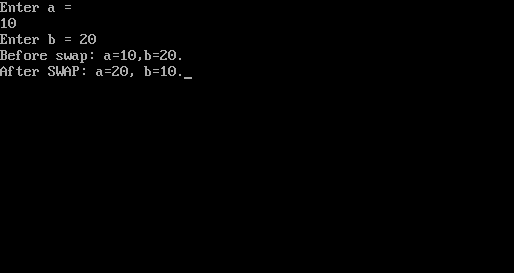 Enter a =
10
Enter b = 20
Before swap: a=10,b=20.
After SWAP: a=20, b=10._